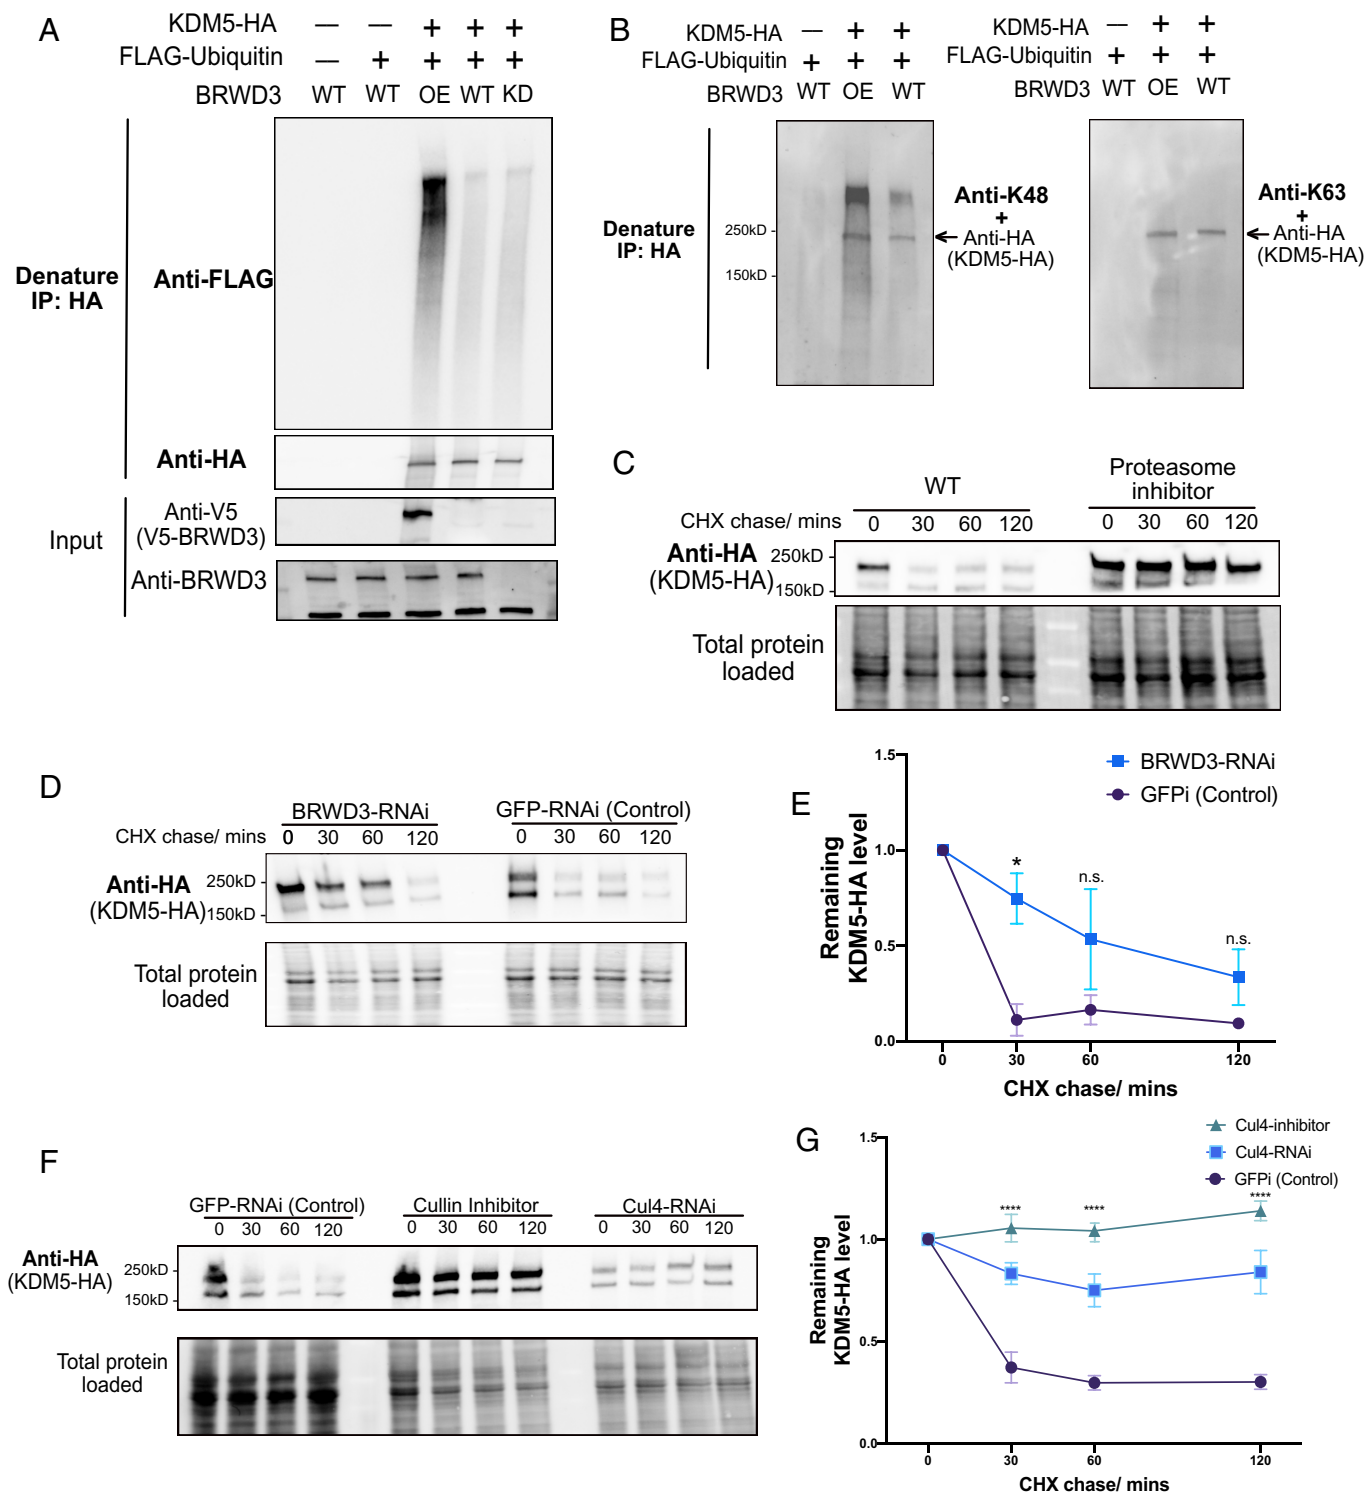 A
KDM5-HA — — + + +
FLAG-Ubiquitin — + + + +
BRWD3 WT WT OE WT KD
Denature
IP: HA
Anti-FLAG
Anti-HA
Input
Anti-V5
(V5-BRWD3)
Anti-BRWD3
B
KDM5-HA — + +
FLAG-Ubiquitin + + +
BRWD3 WT OE WT
Denature
IP: HA
250kD
150kD
Anti-K48
+
Anti-HA
(KDM5-HA)
KDM5-HA — + +
FLAG-Ubiquitin + + +
BRWD3 WT OE WT
Anti-K63
+
Anti-HA
(KDM5-HA)
C
WT
Proteasome
inhibitor
CHX chase/ mins 0 30 60 120 0 30 60 120
Anti-HA
(KDM5-HA)
250kD
150kD
Total protein
loaded
D
BRWD3-RNAi GFP-RNAi (Control)
CHX chase/ mins 0 30 60 120 0 30 60 120
Anti-HA
(KDM5-HA)
250kD
150kD
Total protein
loaded
E
BRWD3-RNAi
GFPi (Control)
Remaining
KDM5-HA level
1.5
1.0
0.5
0.0
*
n.s.
n.s.
0 30 60 120
CHX chase/ mins
F
GFP-RNAi (Control) Cullin Inhibitor Cul4-RNAi
0 30 60 120 0 30 60 120 0 30 60 120
Anti-HA
(KDM5-HA)
250kD
150kD
Total protein
loaded
G
Cul4-inhibitor
Cul4-RNAi
GFPi (Control)
Remaining
KDM5-HA level
1.5
1.0
0.5
0.0
**** **** ****
0 30 60 120
CHX chase/ mins